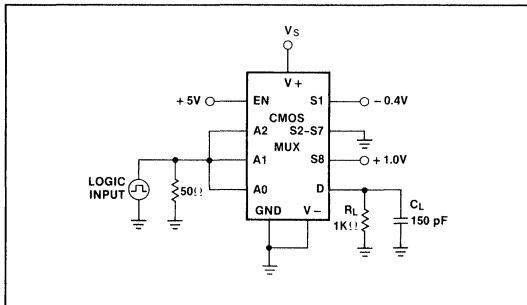 VS
V+
+5V EN S1 -0.4V
CMOS
A2 S2-S7
MUX
A1 S8 +1.0V
LOGIC
INPUT
50Ω
A0 D
GND V-
RL
1KΩ
CL
150 pF